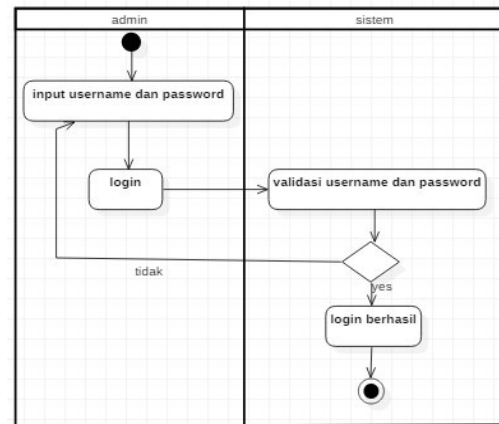 admin
sistem
input username dan password
login
validasi username dan password
tidak
yes
login berhasil